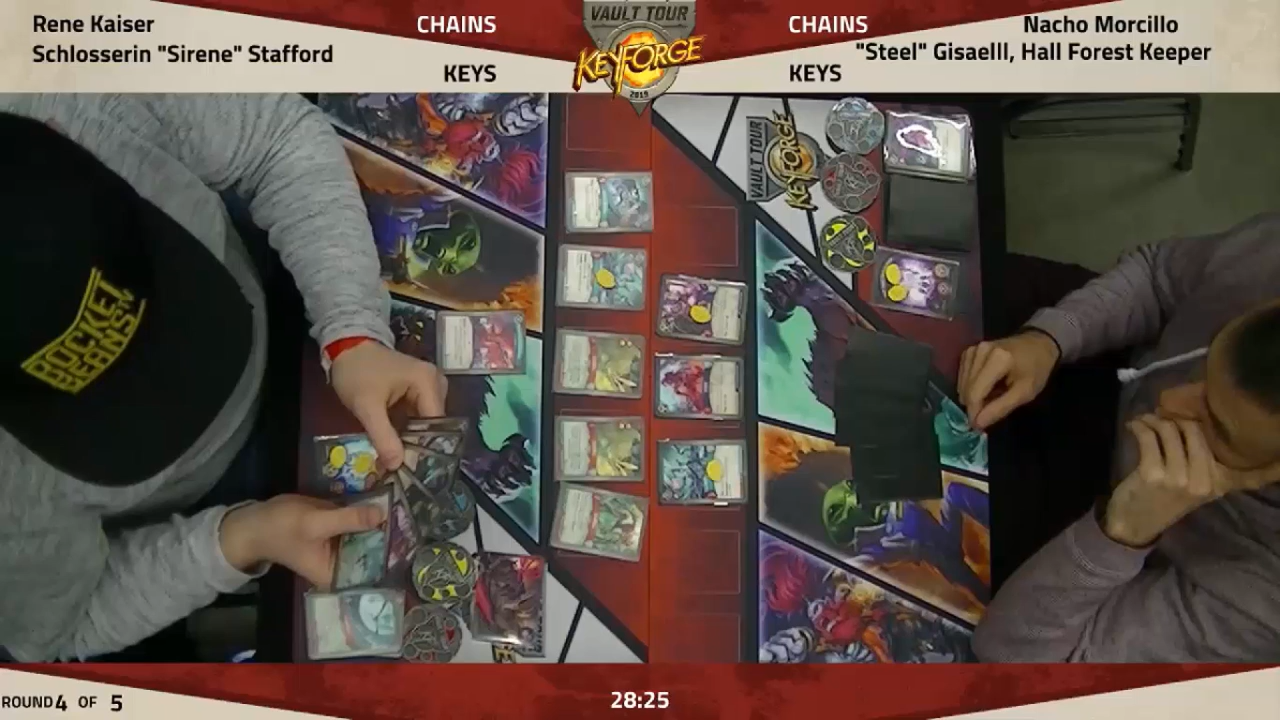 Rene Kaiser
Schlosserin "Sirene" Stafford
CHAINS
KEYS
VAULT TOUR
KEYFORGE
2019
CHAINS
KEYS
Nacho Morcillo
"Steel" Gisaelll, Hall Forest Keeper
VAULT TOUR
KEYFORGE
ROCKET
BEANS
ROUND 4 OF 5
28:25